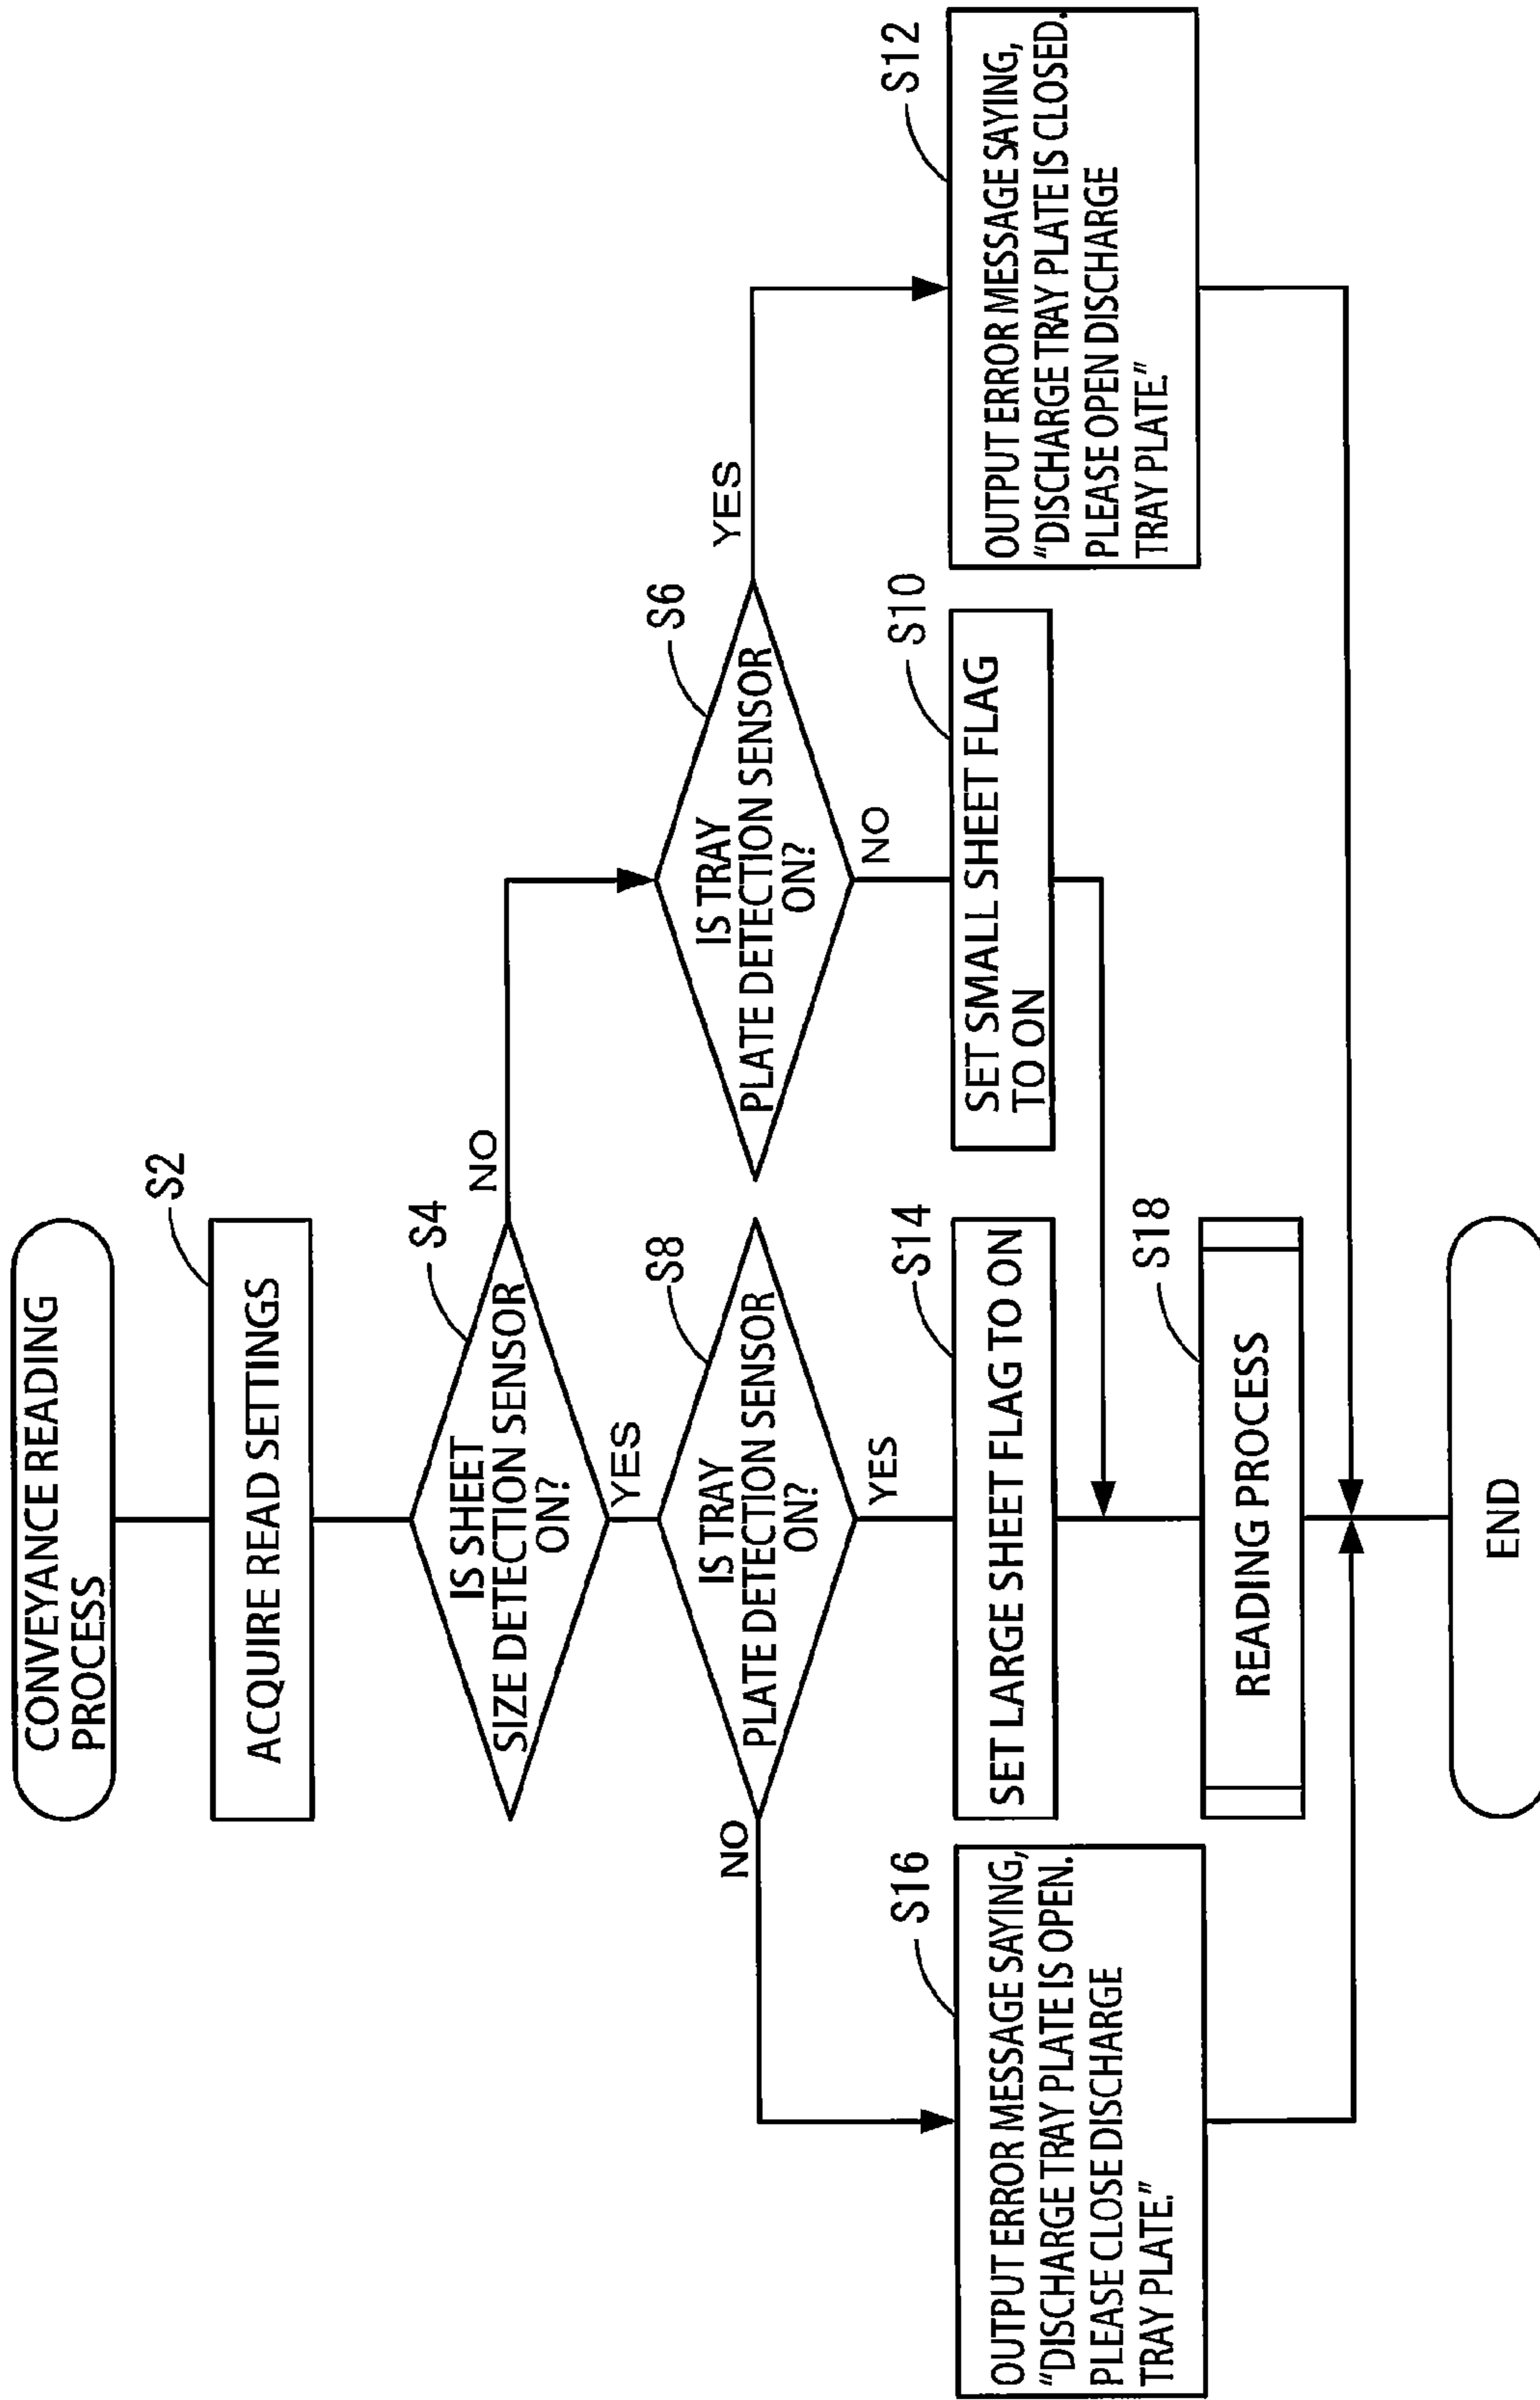 CONVEYANCE READING
PROCESS
S2
ACQUIRE READ SETTINGS
S4
IS SHEET
SIZE DETECTION SENSOR
ON?
NO
YES
S8
IS TRAY
PLATE DETECTION SENSOR
ON?
NO
YES
S6
IS TRAY
PLATE DETECTION SENSOR
ON?
YES
NO
S16
OUTPUT ERROR MESSAGE SAYING,
“DISCHARGE TRAY PLATE IS OPEN.
PLEASE CLOSE DISCHARGE
TRAY PLATE.”
S14
SET LARGE SHEET FLAG TO ON
S10
SET SMALL SHEET FLAG
TO ON
S12
OUTPUT ERROR MESSAGE SAYING,
“DISCHARGE TRAY PLATE IS CLOSED.
PLEASE OPEN DISCHARGE
TRAY PLATE.”
S18
READING PROCESS
END